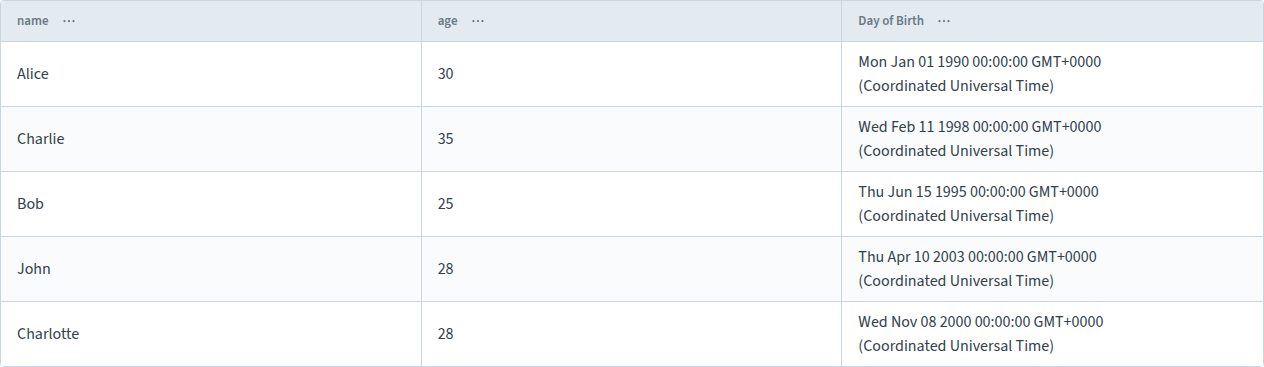 name ··· age ··· Day of Birth ···
Alice 30 Mon Jan 01 1990 00:00:00 GMT+0000
(Coordinated Universal Time)
Charlie 35 Wed Feb 11 1998 00:00:00 GMT+0000
(Coordinated Universal Time)
Bob 25 Thu Jun 15 1995 00:00:00 GMT+0000
(Coordinated Universal Time)
John 28 Thu Apr 10 2003 00:00:00 GMT+0000
(Coordinated Universal Time)
Charlotte 28 Wed Nov 08 2000 00:00:00 GMT+0000
(Coordinated Universal Time)